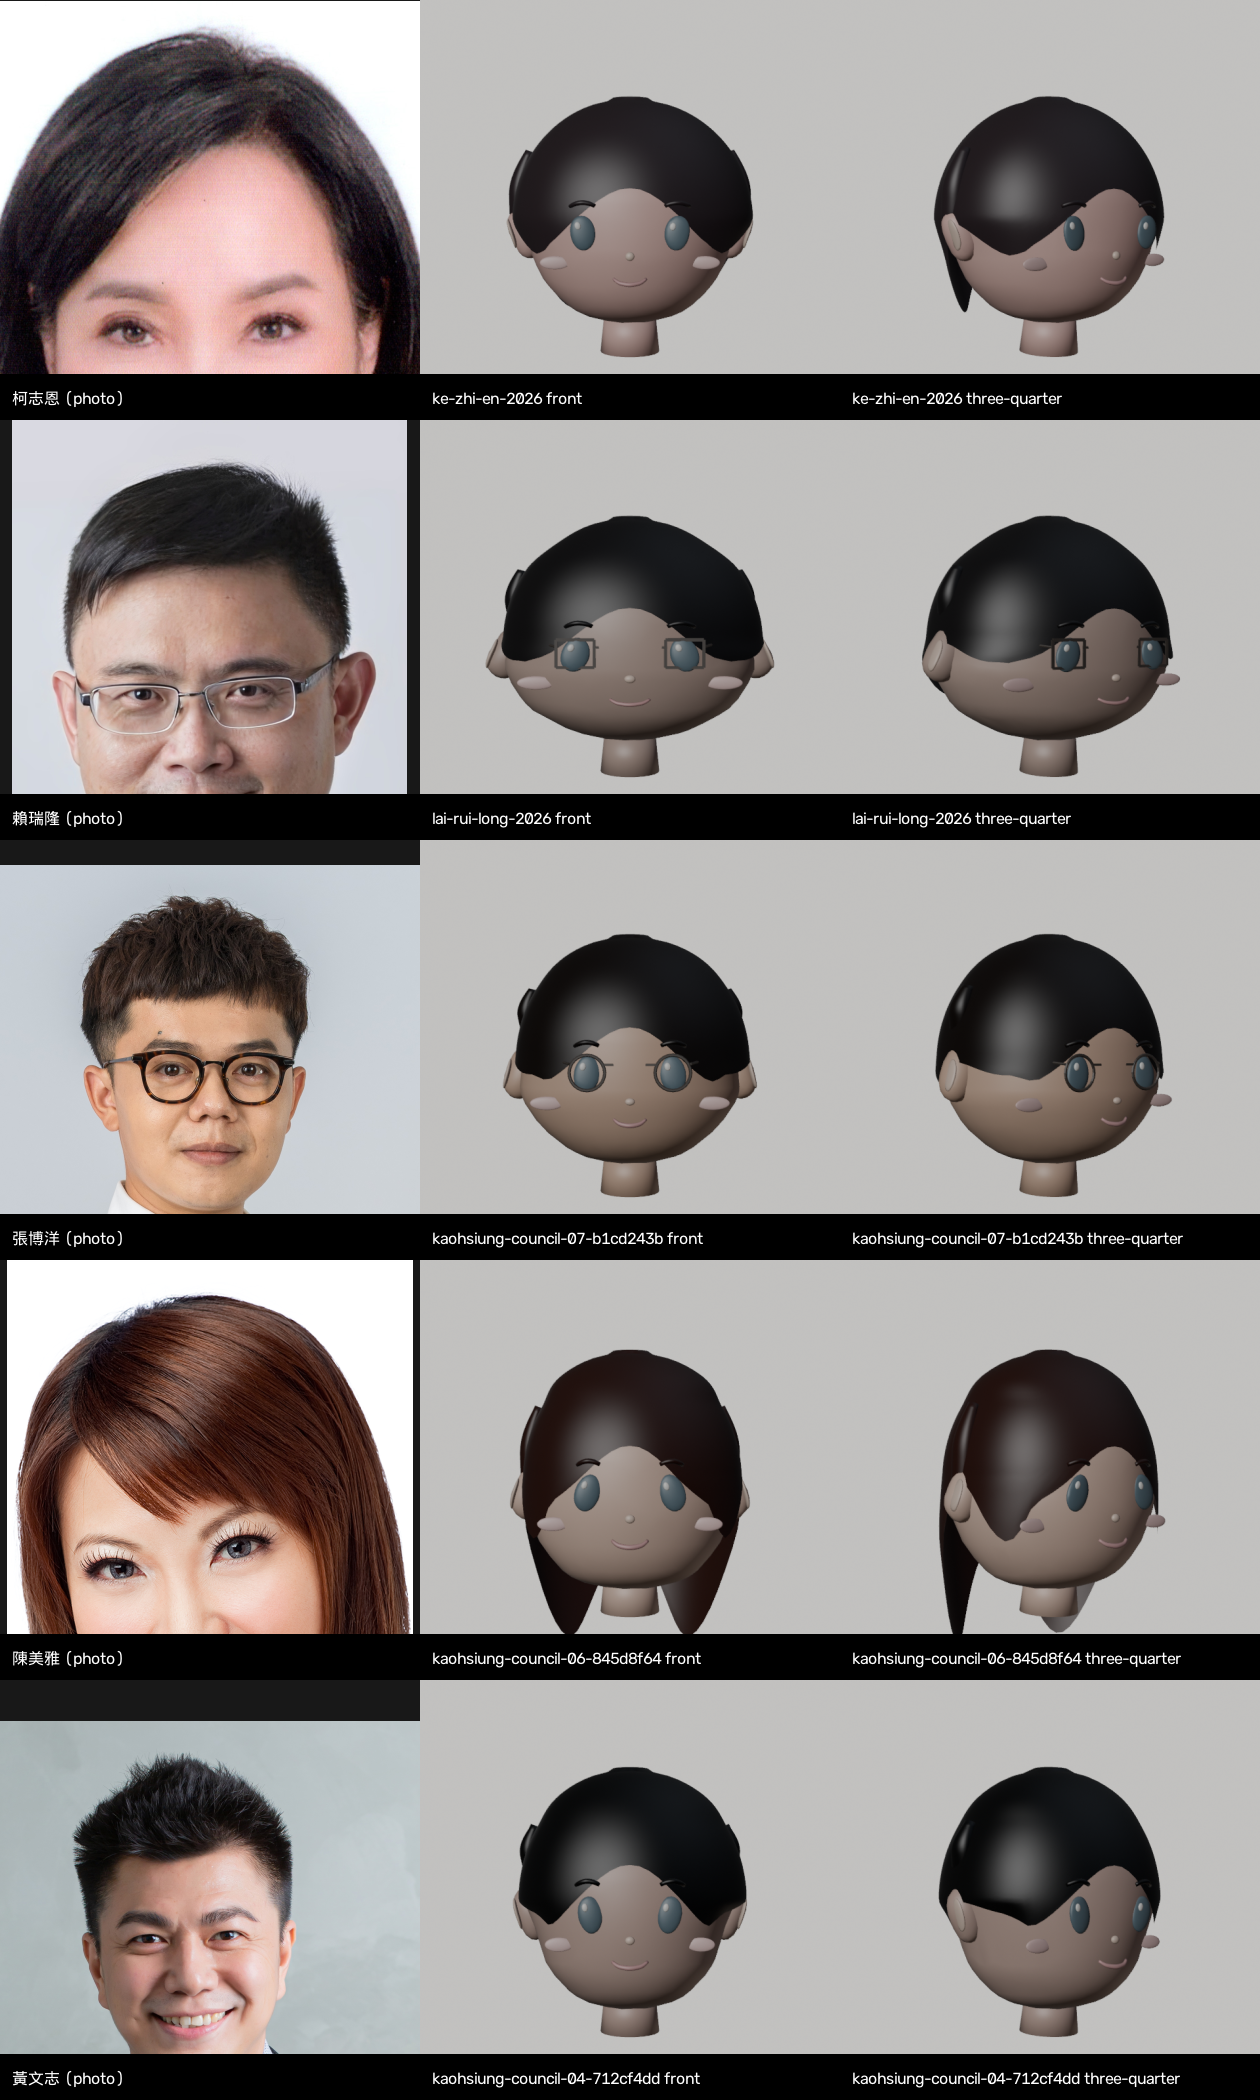 柯志恩 (photo)
ke-zhi-en-2026 front
ke-zhi-en-2026 three-quarter
賴瑞隆 (photo)
lai-rui-long-2026 front
lai-rui-long-2026 three-quarter
張博洋 (photo)
kaohsiung-council-07-b1cd243b front
kaohsiung-council-07-b1cd243b three-quarter
陳美雅 (photo)
kaohsiung-council-06-845d8f64 front
kaohsiung-council-06-845d8f64 three-quarter
黃文志 (photo)
kaohsiung-council-04-712cf4dd front
kaohsiung-council-04-712cf4dd three-quarter